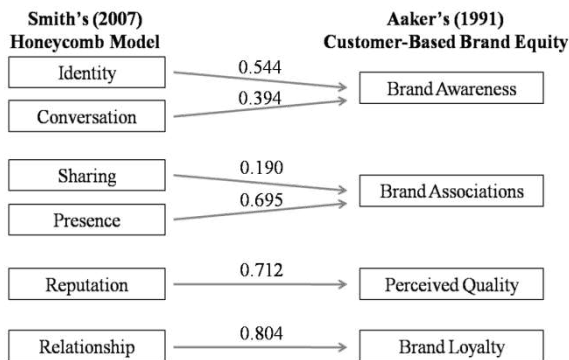 Smith's (2007)
Honeycomb Model
Aaker's (1991)
Customer-Based Brand Equity
Identity
0.544
Brand Awareness
Conversation
0.394
Sharing
0.190
Brand Associations
Presence
0.695
Reputation
0.712
Perceived Quality
Relationship
0.804
Brand Loyalty